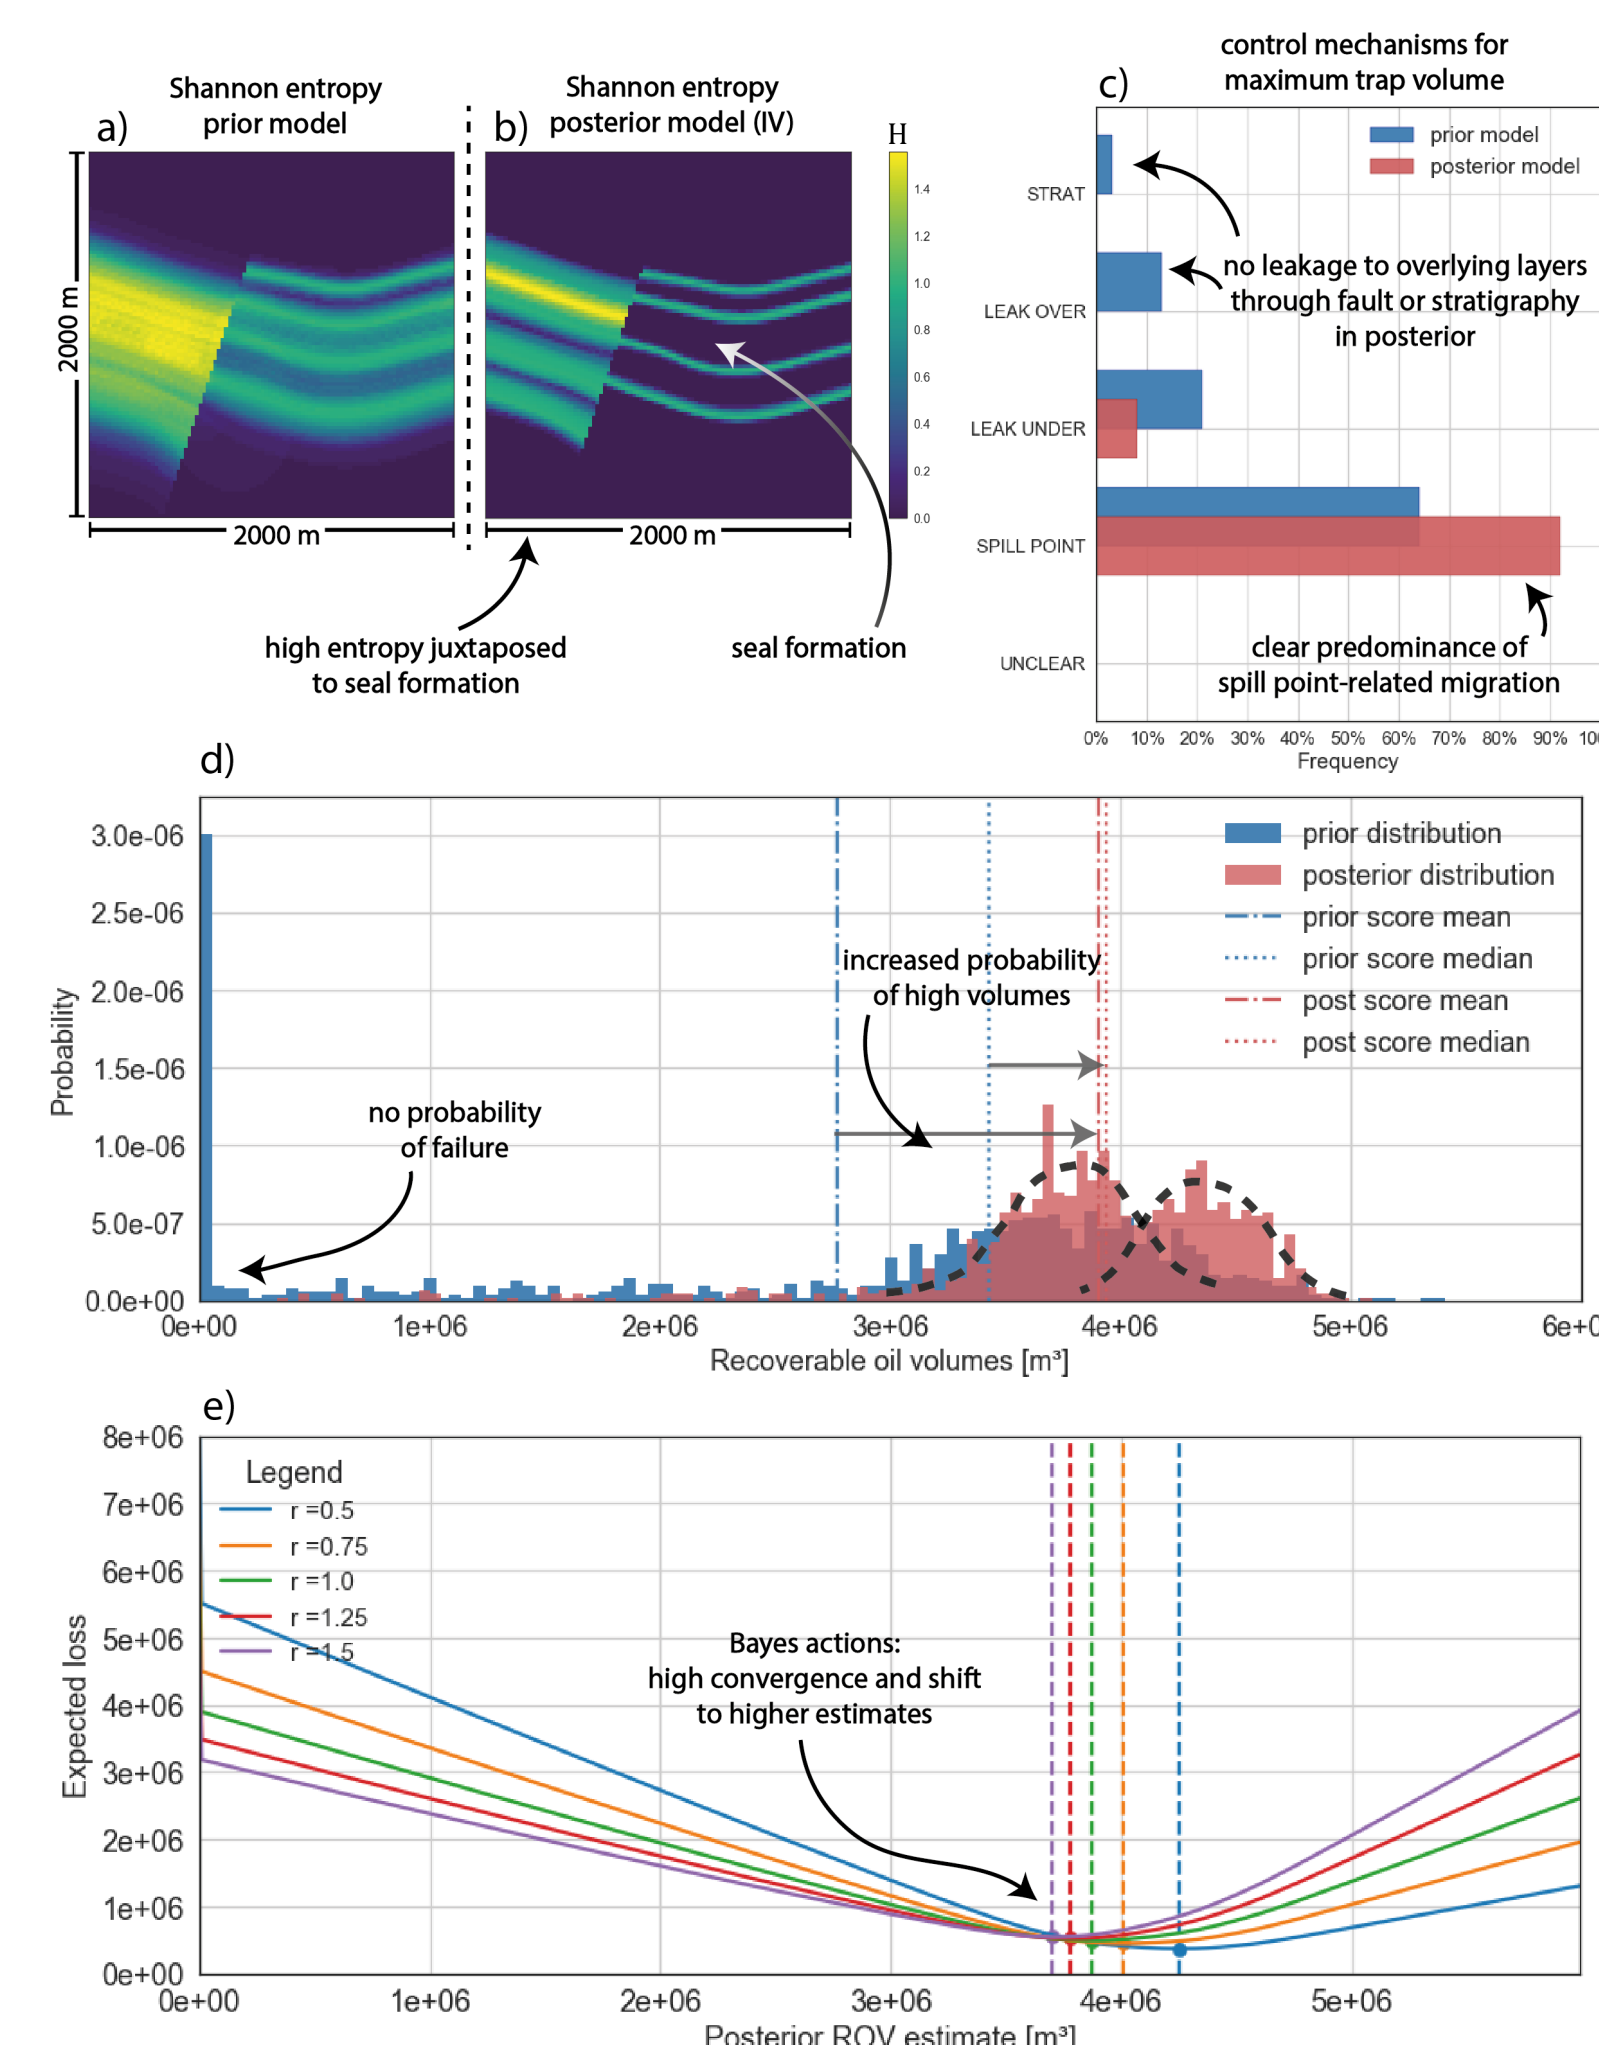 a)
Shannon entropy
prior model
b)
Shannon entropy
posterior model (IV)
H
1.4
1.2
1.0
0.8
0.6
0.4
0.2
0.0
2000 m
2000 m
2000 m
high entropy juxtaposed
to seal formation
seal formation
c)
control mechanisms for
maximum trap volume
prior model
posterior model
STRAT
LEAK OVER
LEAK UNDER
SPILL POINT
UNCLEAR
no leakage to overlying layers
through fault or stratigraphy
in posterior
clear predominance of
spill point-related migration
0% 10% 20% 30% 40% 50% 60% 70% 80% 90% 100
Frequency
d)
3.0e-06
2.5e-06
2.0e-06
1.5e-06
1.0e-06
5.0e-07
0.0e+00
Probability
prior distribution
posterior distribution
prior score mean
prior score median
post score mean
post score median
increased probability
of high volumes
no probability
of failure
0e+00 1e+06 2e+06 3e+06 4e+06 5e+06 6e+0
Recoverable oil volumes [m³]
e)
8e+06
7e+06
6e+06
5e+06
4e+06
3e+06
2e+06
1e+06
0e+00
Expected loss
Legend
r =0.5
r =0.75
r =1.0
r =1.25
r =1.5
Bayes actions:
high convergence and shift
to higher estimates
0e+00 1e+06 2e+06 3e+06 4e+06 5e+06
Posterior ROV estimate [m³]